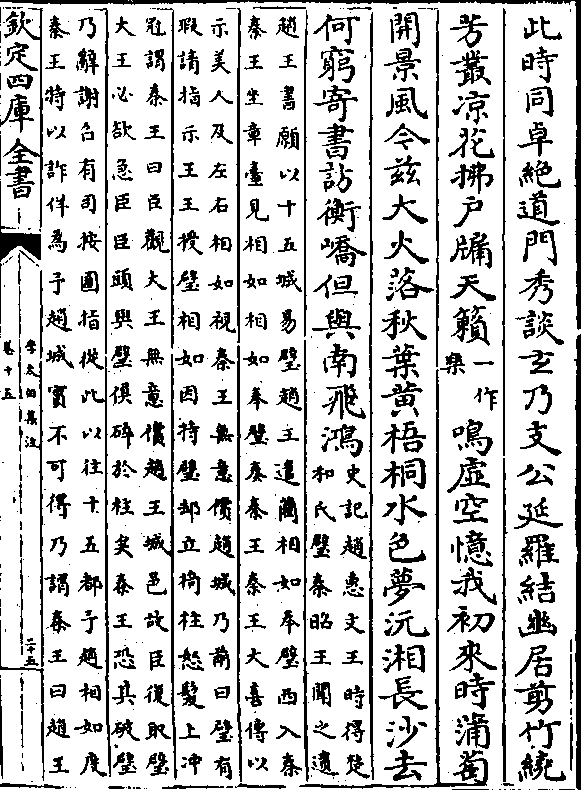 此時同卓絕道門秀談玄乃支公延羅結幽居剪竹繞
芳叢凉花拂户牖天籟一作樂鳴虛空憶我初來時蒲萄
開景風今兹大火落秋葉黄梧桐水色夢沅湘長沙去
何窮寄書訪衡嶠但與南飛鴻史記趙惠文王時得楚
和氏璧秦昭王聞之遺
趙王書願以十五城易璧趙王遣藺相如奉璧西入秦
秦王坐章臺見相如相如奉璧奏秦王秦王大喜傳以
示美人及左右相如視秦王無意償趙城乃前曰璧有
瑕請指示王王授璧相如因持璧却立倚柱怒髮上冲
冠謂秦王曰臣觀大王無意償趙王城邑故臣復取璧
大王必欲急臣臣頭與璧俱碎於柱矣秦王恐其破璧
乃辭謝召有司按圖指從此以往十五都予趙相如度
秦王特以詐佯為予趙城實不可得乃謂秦王曰趙王
欽定四庫全書
李太白集注
卷十五
二十五